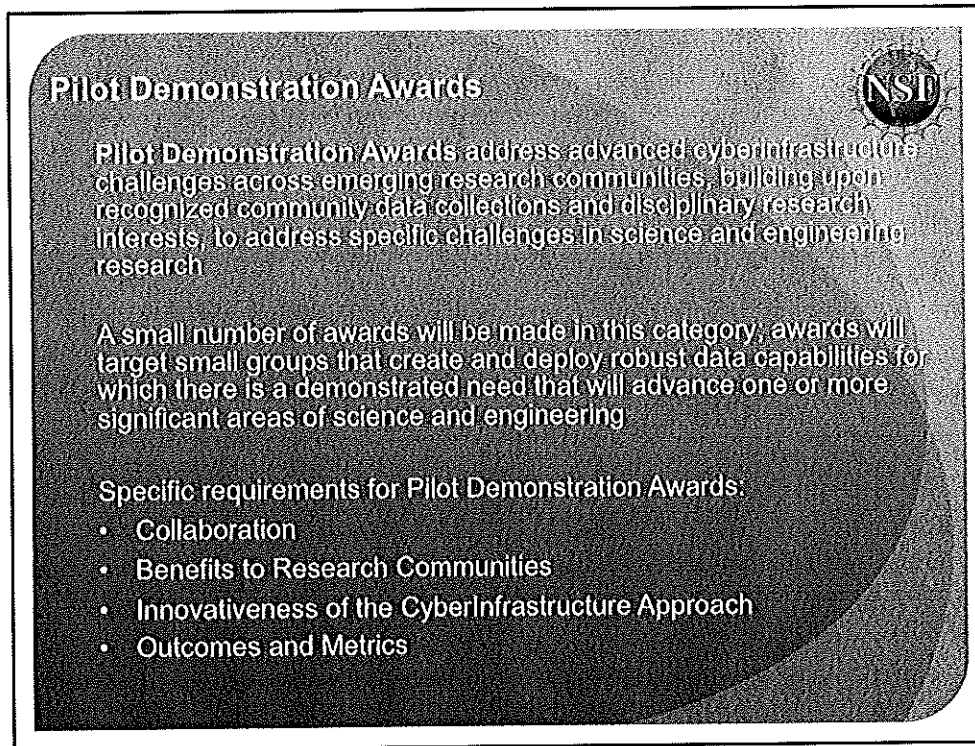 Pilot Demonstration Awards
NSF
Pilot Demonstration Awards address advanced cyberinfrastructure
challenges across emerging research communities, building upon
recognized community data collections and disciplinary research
interests, to address specific challenges in science and engineering
research
A small number of awards will be made in this category; awards will
target small groups that create and deploy robust data capabilities for
which there is a demonstrated need that will advance one or more
significant areas of science and engineering
Specific requirements for Pilot Demonstration Awards:
• Collaboration
• Benefits to Research Communities
• Innovativeness of the CyberInfrastructure Approach
• Outcomes and Metrics